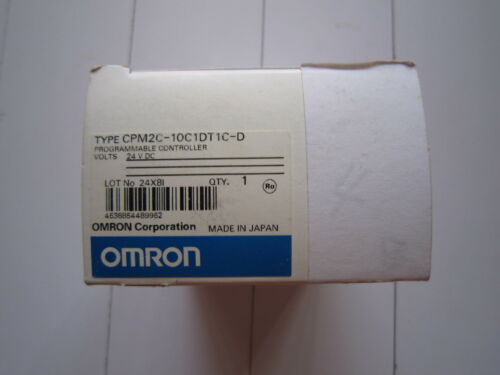 TYPE CPM2C-10C1DT1C-D
PROGRAMMABLE CONTROLLER
VOLTS 24 V DC
LOT No 24X8I QTY. 1 Ro
4536854489962
OMRON Corporation MADE IN JAPAN
OMRON